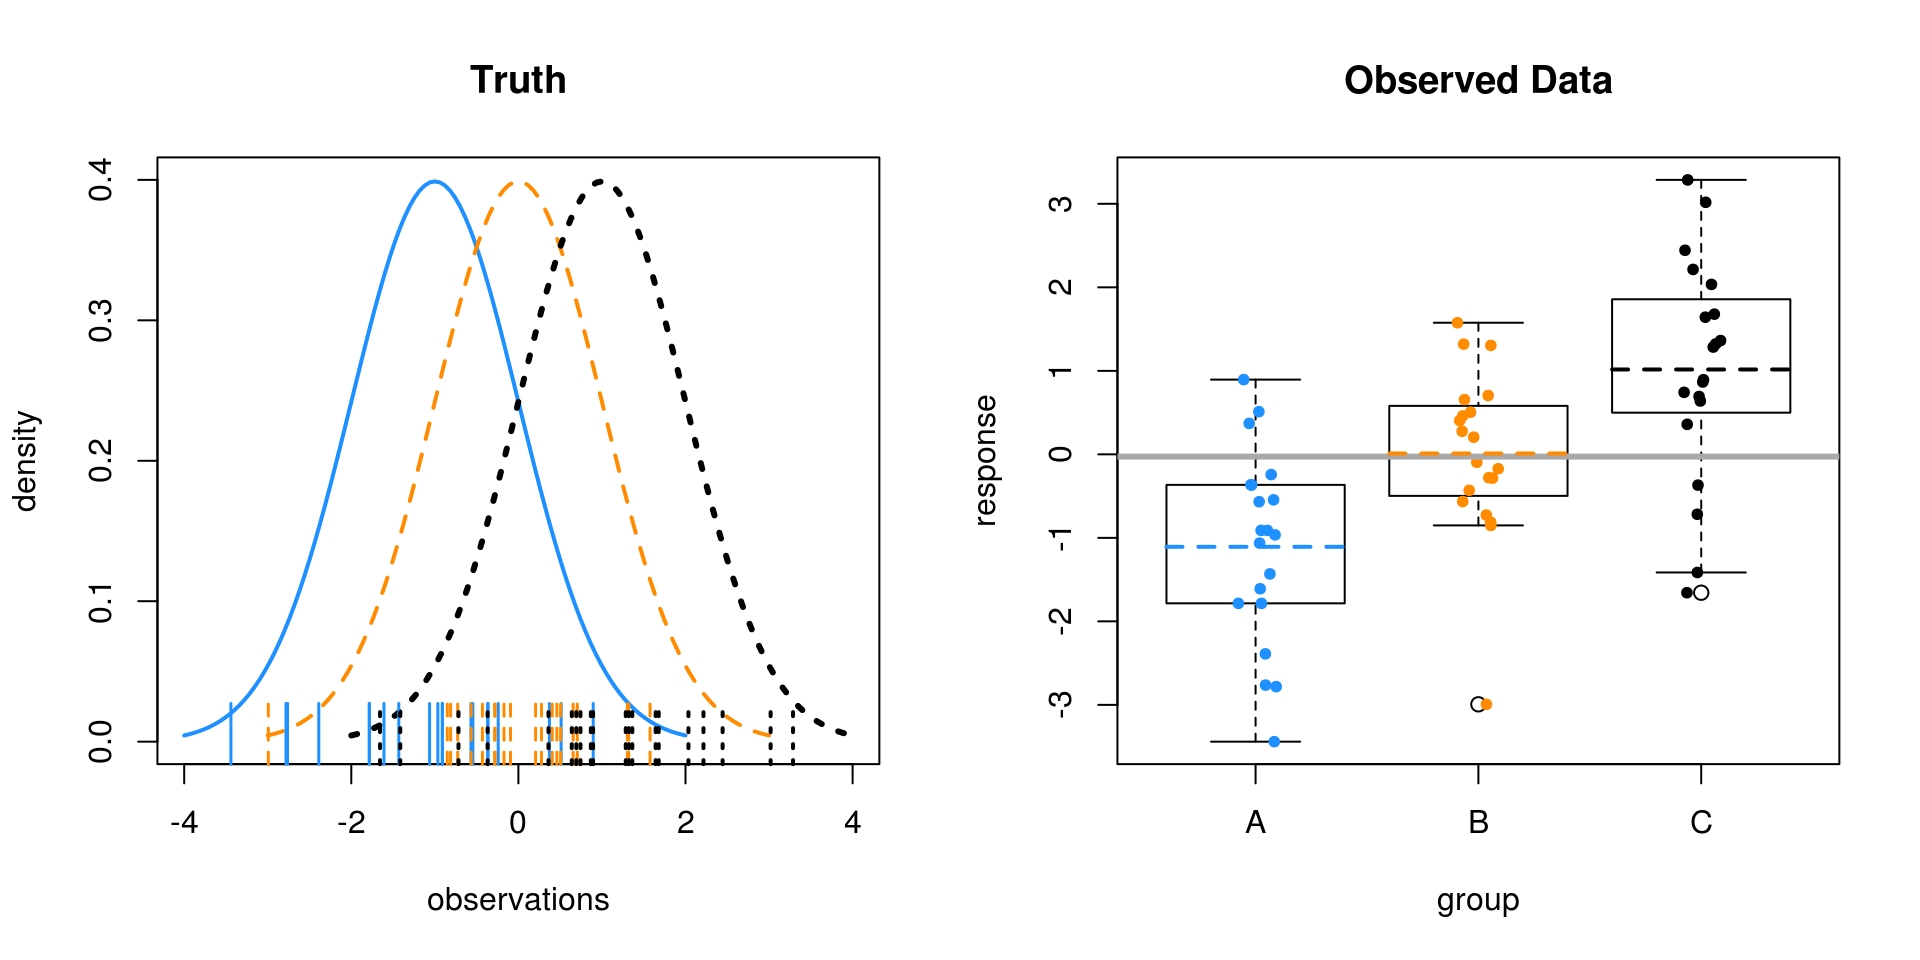 Truth
density
0.0 0.1 0.2 0.3 0.4
-4 -2 0 2 4
observations
Observed Data
response
-3 -2 -1 0 1 2 3
A B C
group